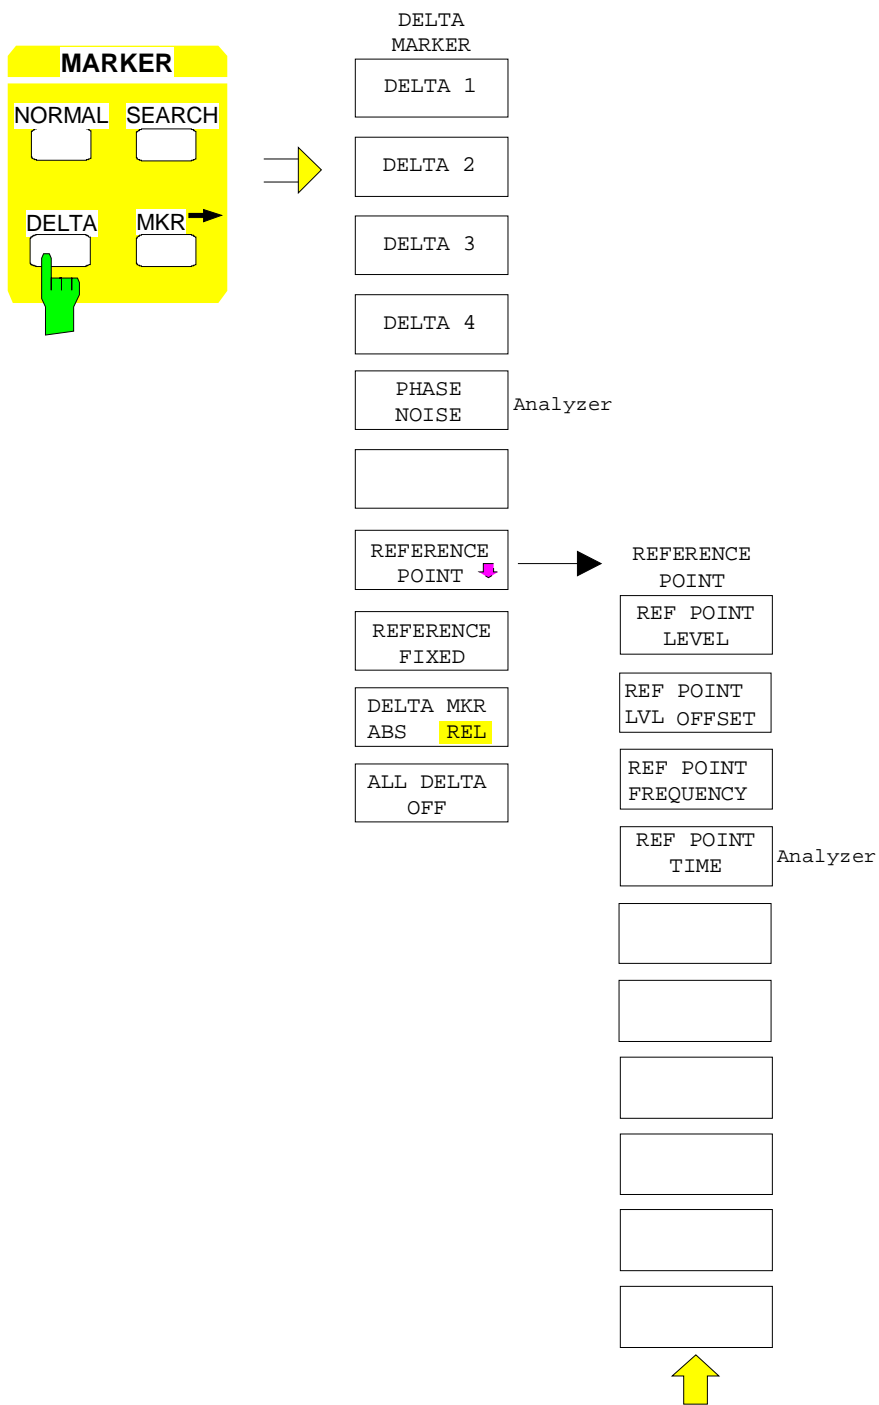 MARKER
NORMAL SEARCH
DELTA MKR
DELTA
MARKER
DELTA 1
DELTA 2
DELTA 3
DELTA 4
PHASE
NOISE
Analyzer
REFERENCE
POINT
REFERENCE
FIXED
DELTA MKR
ABS REL
ALL DELTA
OFF
REFERENCE
POINT
REF POINT
LEVEL
REF POINT
LVL OFFSET
REF POINT
FREQUENCY
REF POINT
TIME
Analyzer